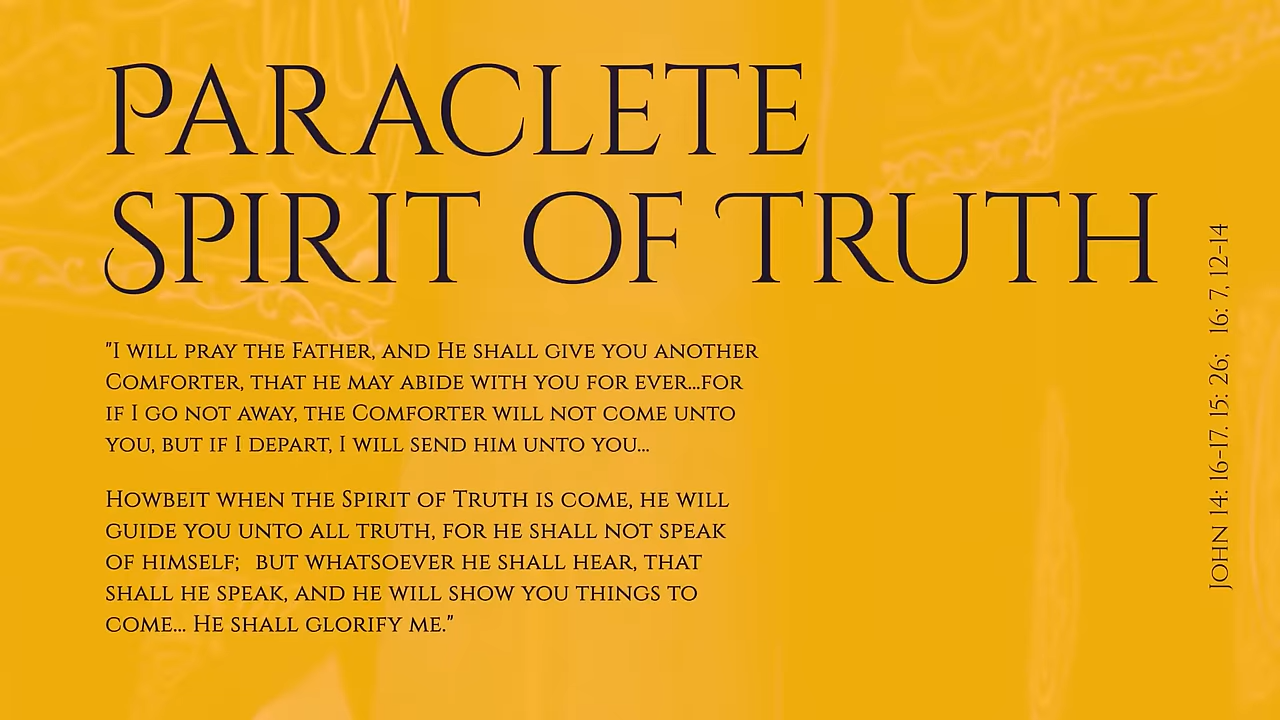 Paraclete
Spirit of Truth
"I will pray the Father, and He shall give you another
Comforter, that he may abide with you for ever...for
if I go not away, the Comforter will not come unto
you, but if I depart, I will send him unto you...
Howbeit when the Spirit of Truth is come, he will
guide you unto all truth, for he shall not speak
of himself; but whatsoever he shall hear, that
shall he speak, and he will show you things to
come... He shall glorify me."
John 14: 16-17. 15: 26; 16: 7, 12-14